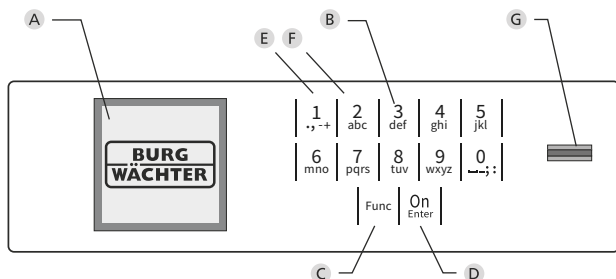 A
E F B
G
1 2 3 4 5
.,-+ abc def ghi jkl
BURG
WÄCHTER
6 7 8 9 0
mno pqrs tuv wxyz ⎵-;:
Func On
Enter
C D